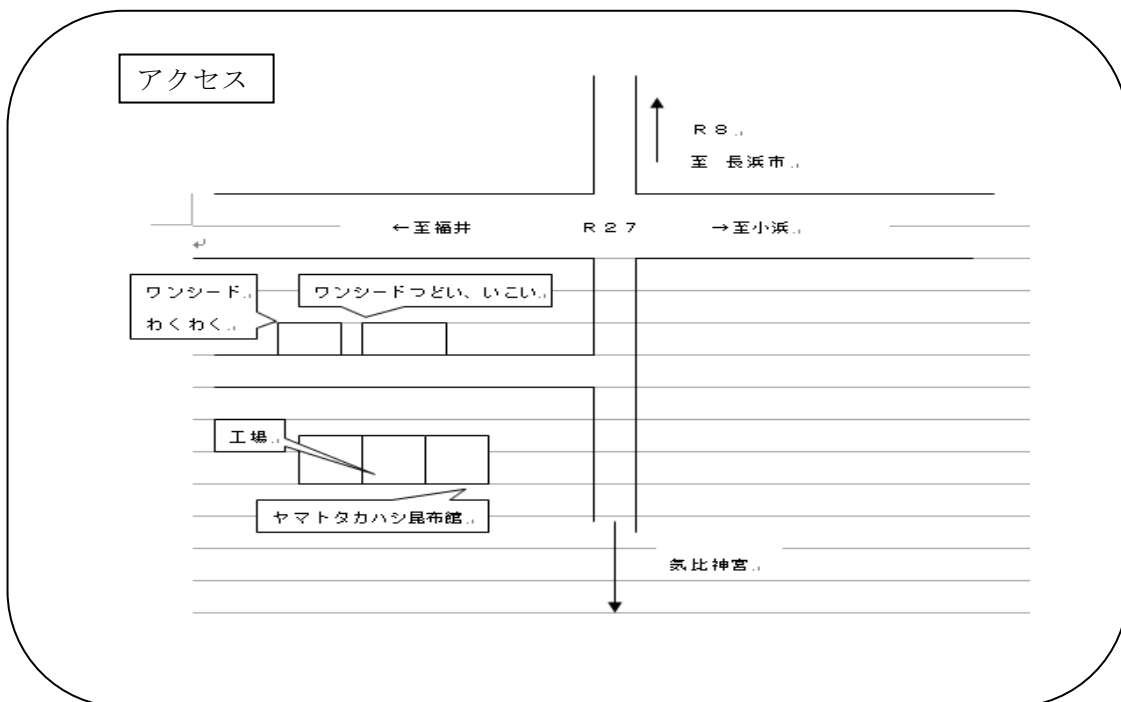 アクセス
R8
至 長浜市
←至福井 R27 →至小浜
ワンシード
わくわく
ワンシードつどい、いこい
工場
ヤマトタカハシ昆布館
気比神宮